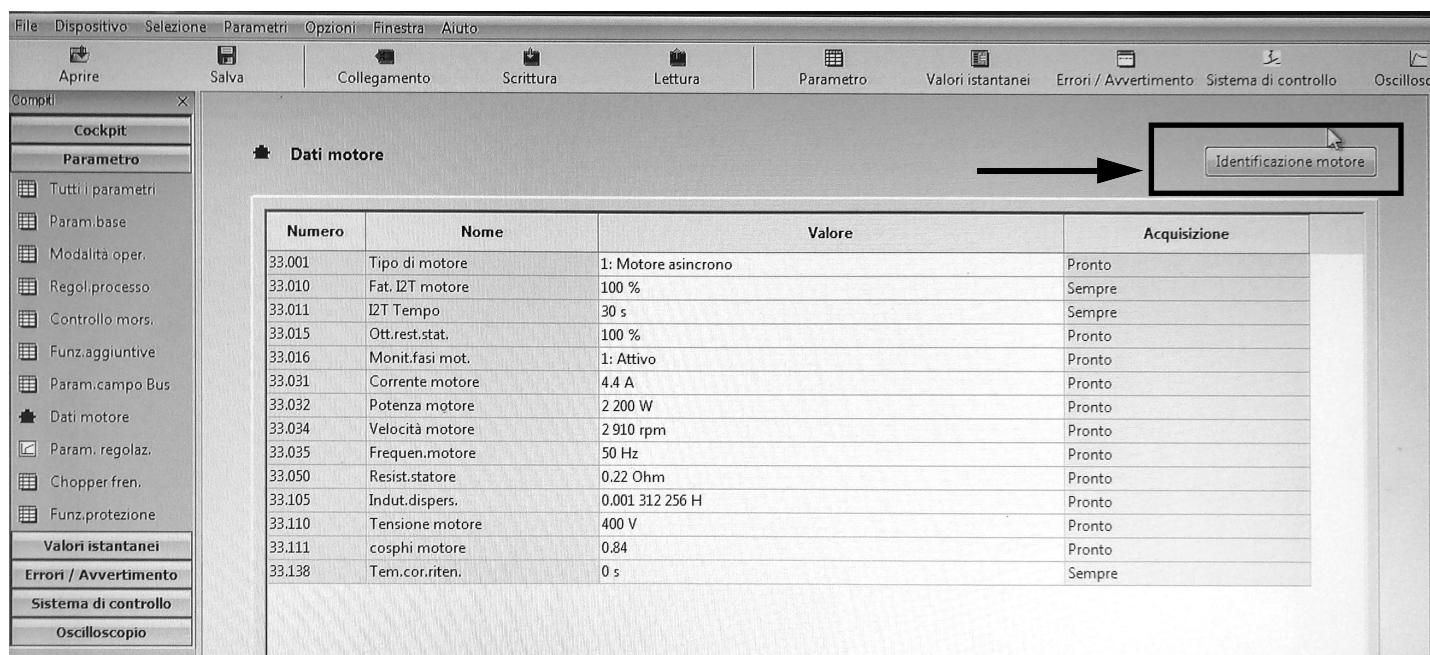 File Dispositivo Selezione Parametri Opzioni Finestra Aiuto
Aprire Salva Collegamento Scrittura Lettura Parametro Valori istantanei Errori / Avvertimento Sistema di controllo Oscillosc
Compiti
Cockpit
Parametro
Tutti i parametri
Param.base
Modalità oper.
Regol.processo
Controllo mors.
Funz.aggiuntive
Param.campo Bus
Dati motore
Param. regolaz.
Chopper fren.
Funz.protezione
Valori istantanei
Errori / Avvertimento
Sistema di controllo
Oscilloscopio
Dati motore
Identificazione motore
Numero Nome Valore Acquisizione
33.001 Tipo di motore 1: Motore asincrono Pronto
33.010 Fat. I2T motore 100 % Sempre
33.011 I2T Tempo 30 s Sempre
33.015 Ott.rest.stat. 100 % Pronto
33.016 Monit.fasi mot. 1: Attivo Pronto
33.031 Corrente motore 4.4 A Pronto
33.032 Potenza motore 2 200 W Pronto
33.034 Velocità motore 2 910 rpm Pronto
33.035 Frequen.motore 50 Hz Pronto
33.050 Resist.statore 0.22 Ohm Pronto
33.105 Indut.dispers. 0.001 312 256 H Pronto
33.110 Tensione motore 400 V Pronto
33.111 cosphi motore 0.84 Pronto
33.138 Tem.cor.riten. 0 s Sempre